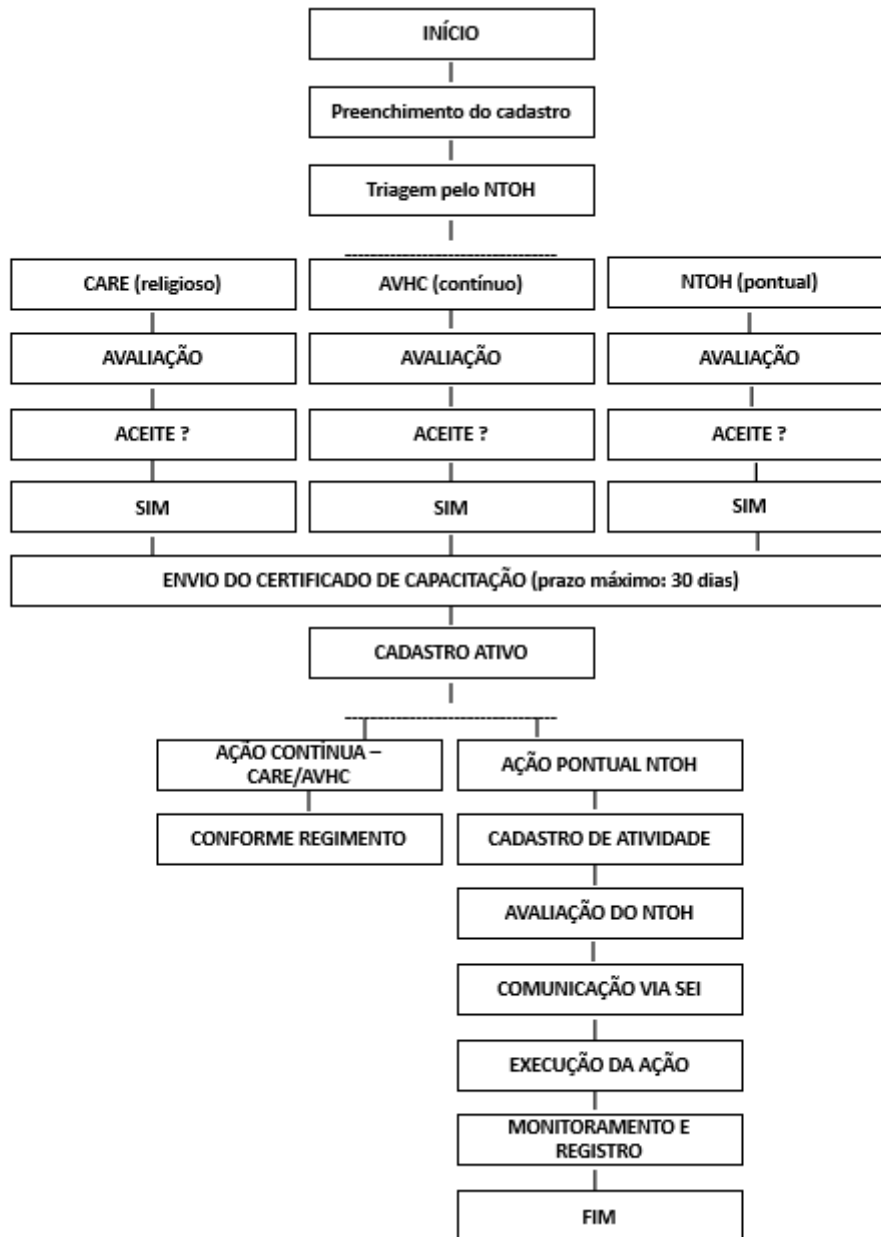 INÍCIO
Preenchimento do cadastro
Triagem pelo NTOH
CARE (religioso)
AVHC (contínuo)
NTOH (pontual)
AVALIAÇÃO
AVALIAÇÃO
AVALIAÇÃO
ACEITE ?
ACEITE ?
ACEITE ?
SIM
SIM
SIM
ENVIO DO CERTIFICADO DE CAPACITAÇÃO (prazo máximo: 30 dias)
CADASTRO ATIVO
AÇÃO CONTÍNUA –
CARE/AVHC
AÇÃO PONTUAL NTOH
CONFORME REGIMENTO
CADASTRO DE ATIVIDADE
AVALIAÇÃO DO NTOH
COMUNICAÇÃO VIA SEI
EXECUÇÃO DA AÇÃO
MONITORAMENTO E
REGISTRO
FIM